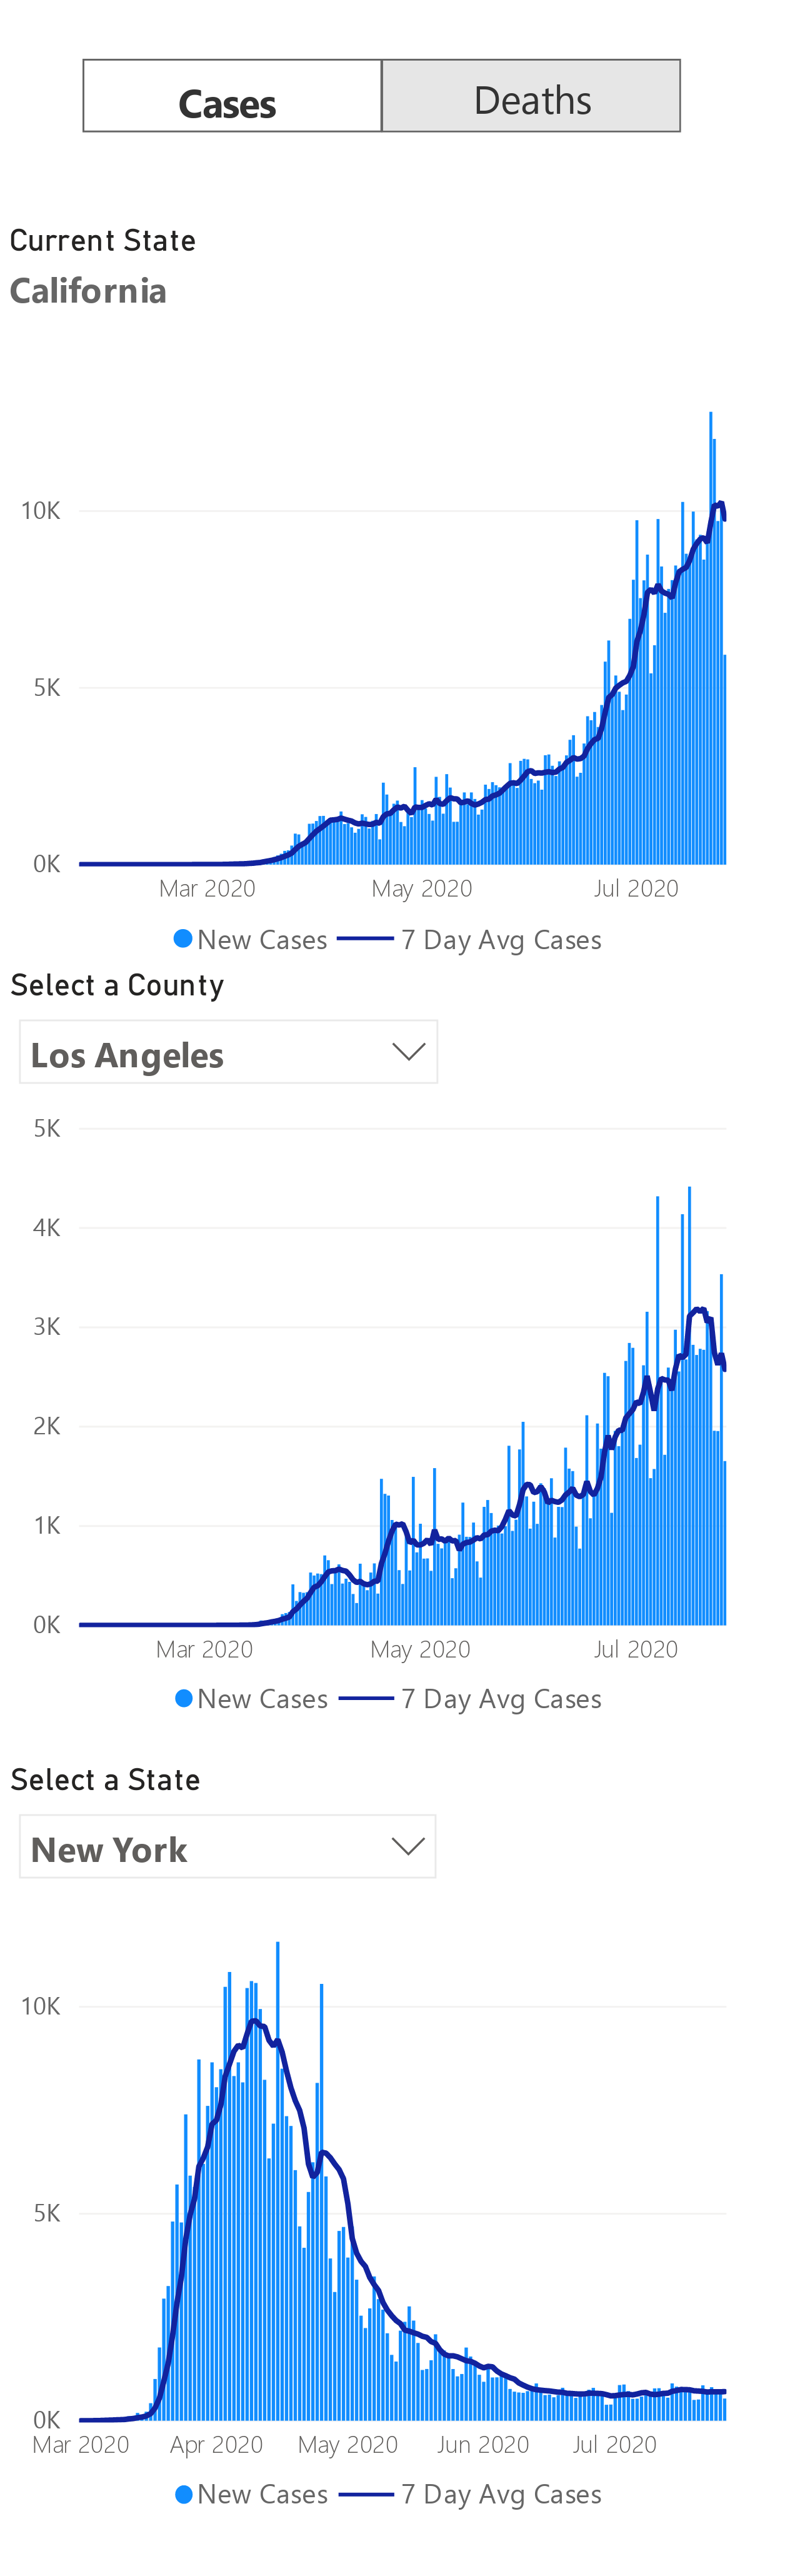 Cases Deaths
Current State
California
10K
5K
0K
Mar 2020 May 2020 Jul 2020
New Cases 7 Day Avg Cases
Select a County
Los Angeles
5K
4K
3K
2K
1K
0K
Mar 2020 May 2020 Jul 2020
New Cases 7 Day Avg Cases
Select a State
New York
10K
5K
0K
Mar 2020 Apr 2020 May 2020 Jun 2020 Jul 2020
New Cases 7 Day Avg Cases